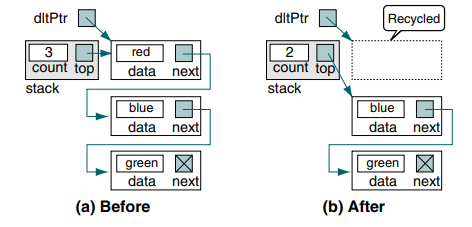 dltPtr
3
red
count top
data next
stack
blue
data next
green
data next
(a) Before
dltPtr
Recycled
2
count top
stack
blue
data next
green
data next
(b) After